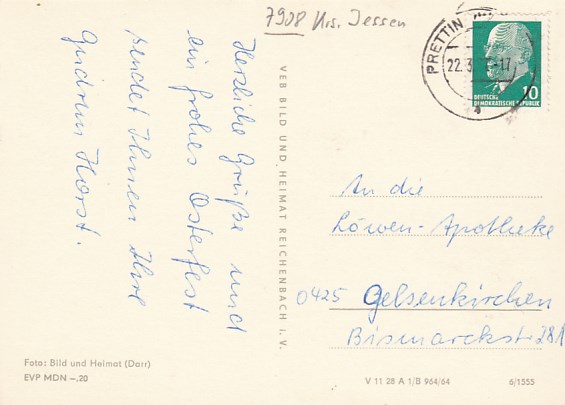 7908 Krs. Jessen
PRETTIN
22.3
-17
10
DEUTSCHE
DEMOKRATISCHE REPUBLIK
Herzliche Grüße und
ein frohes Osterfest
sendet Ihnen Ihre
Gudrun Horst.
VEB BILD UND HEIMAT REICHENBACH I. V.
An die
Löwen-Apotheke
0425 Gelsenkirchen
Bismarckstr. 281
Foto: Bild und Heimat (Darr)
EVP MDN –.20
V 11 28 A 1/B 964/64
6/1555